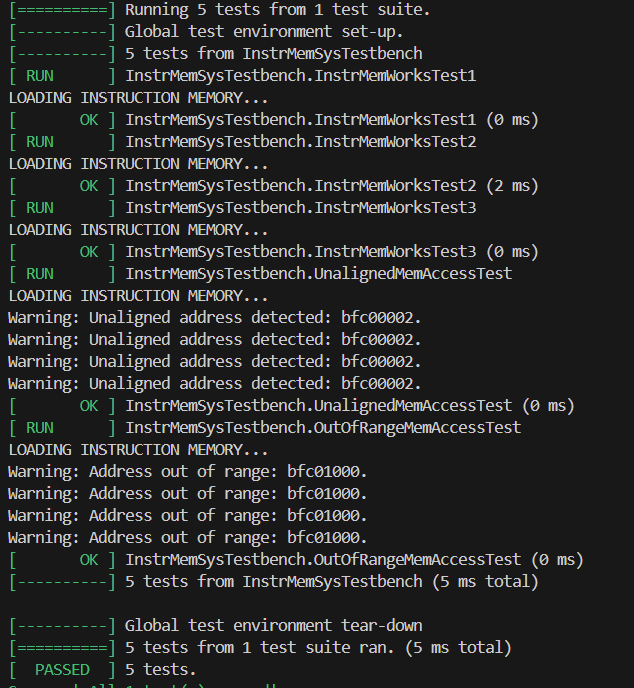 [==========] Running 5 tests from 1 test suite.
[----------] Global test environment set-up.
[----------] 5 tests from InstrMemSysTestbench
[ RUN      ] InstrMemSysTestbench.InstrMemWorksTest1
LOADING INSTRUCTION MEMORY...
[       OK ] InstrMemSysTestbench.InstrMemWorksTest1 (0 ms)
[ RUN      ] InstrMemSysTestbench.InstrMemWorksTest2
LOADING INSTRUCTION MEMORY...
[       OK ] InstrMemSysTestbench.InstrMemWorksTest2 (2 ms)
[ RUN      ] InstrMemSysTestbench.InstrMemWorksTest3
LOADING INSTRUCTION MEMORY...
[       OK ] InstrMemSysTestbench.InstrMemWorksTest3 (0 ms)
[ RUN      ] InstrMemSysTestbench.UnalignedMemAccessTest
LOADING INSTRUCTION MEMORY...
Warning: Unaligned address detected: bfc00002.
Warning: Unaligned address detected: bfc00002.
Warning: Unaligned address detected: bfc00002.
Warning: Unaligned address detected: bfc00002.
[       OK ] InstrMemSysTestbench.UnalignedMemAccessTest (0 ms)
[ RUN      ] InstrMemSysTestbench.OutOfRangeMemAccessTest
LOADING INSTRUCTION MEMORY...
Warning: Address out of range: bfc01000.
Warning: Address out of range: bfc01000.
Warning: Address out of range: bfc01000.
Warning: Address out of range: bfc01000.
[       OK ] InstrMemSysTestbench.OutOfRangeMemAccessTest (0 ms)
[----------] 5 tests from InstrMemSysTestbench (5 ms total)
[----------] Global test environment tear-down
[==========] 5 tests from 1 test suite ran. (5 ms total)
[  PASSED  ] 5 tests.